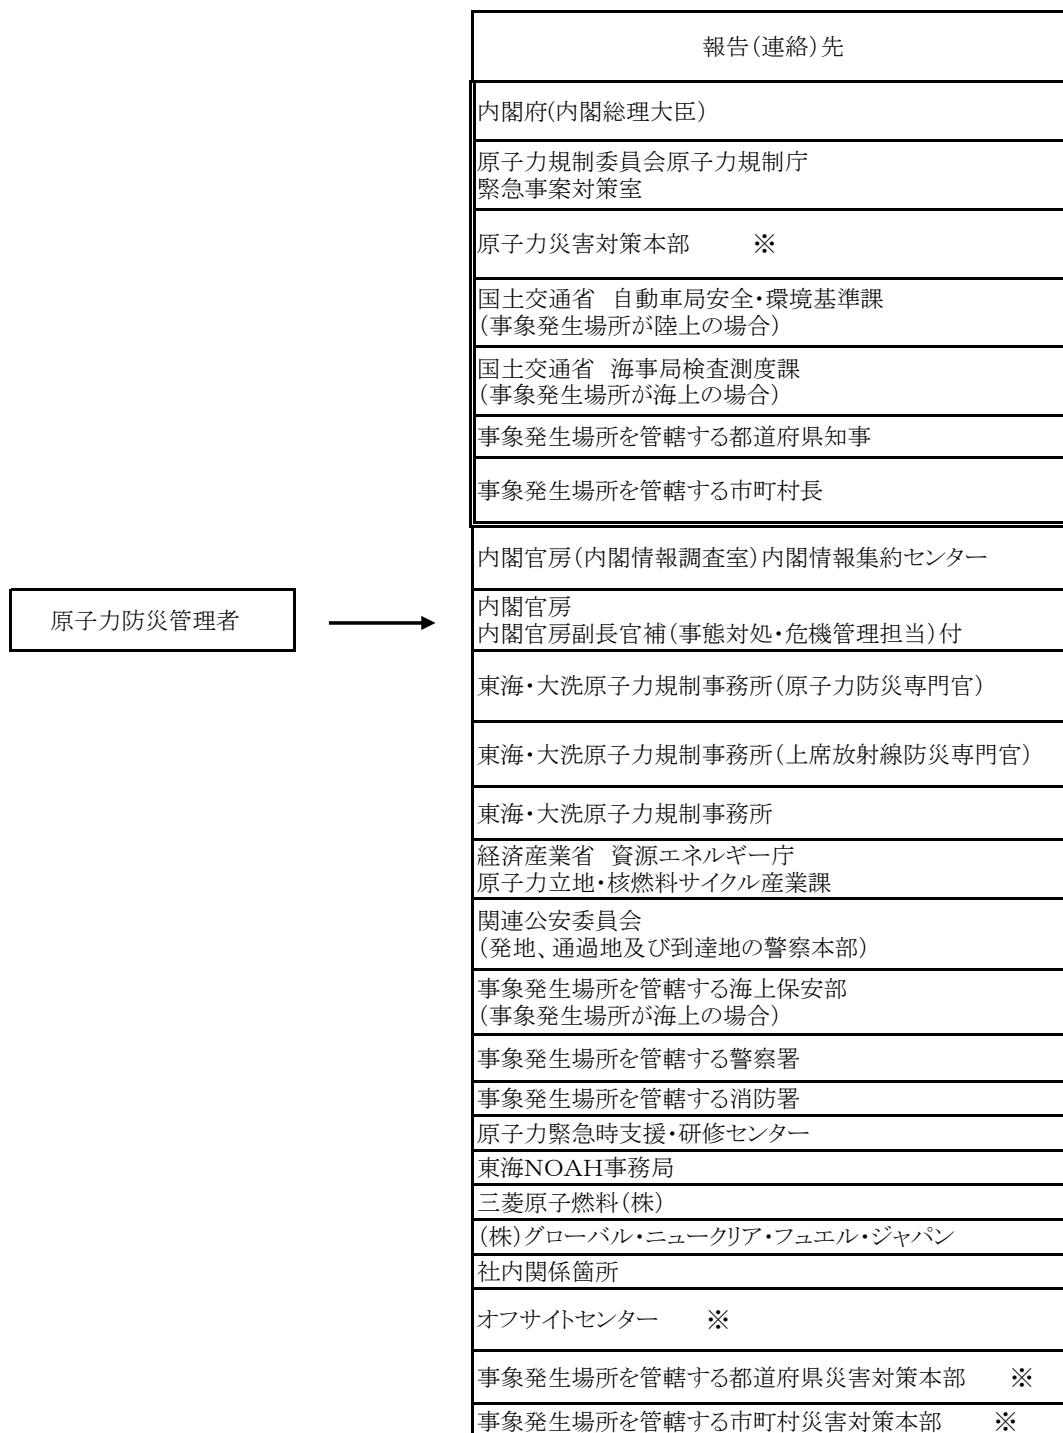 報告(連絡)先
内閣府(内閣総理大臣)
原子力規制委員会原子力規制庁
緊急事案対策室
原子力災害対策本部　　※
国土交通省　自動車局安全・環境基準課
(事象発生場所が陸上の場合)
国土交通省　海事局検査測度課
(事象発生場所が海上の場合)
事象発生場所を管轄する都道府県知事
事象発生場所を管轄する市町村長
内閣官房(内閣情報調査室)内閣情報集約センター
原子力防災管理者
内閣官房
内閣官房副長官補(事態対処・危機管理担当)付
東海・大洗原子力規制事務所(原子力防災専門官)
東海・大洗原子力規制事務所(上席放射線防災専門官)
東海・大洗原子力規制事務所
経済産業省　資源エネルギー庁
原子力立地・核燃料サイクル産業課
関連公安委員会
(発地、通過地及び到達地の警察本部)
事象発生場所を管轄する海上保安部
(事象発生場所が海上の場合)
事象発生場所を管轄する警察署
事象発生場所を管轄する消防署
原子力緊急時支援・研修センター
東海NOAH事務局
三菱原子燃料(株)
(株)グローバル・ニュークリア・フュエル・ジャパン
社内関係箇所
オフサイトセンター　　※
事象発生場所を管轄する都道府県災害対策本部　　※
事象発生場所を管轄する市町村災害対策本部　　※